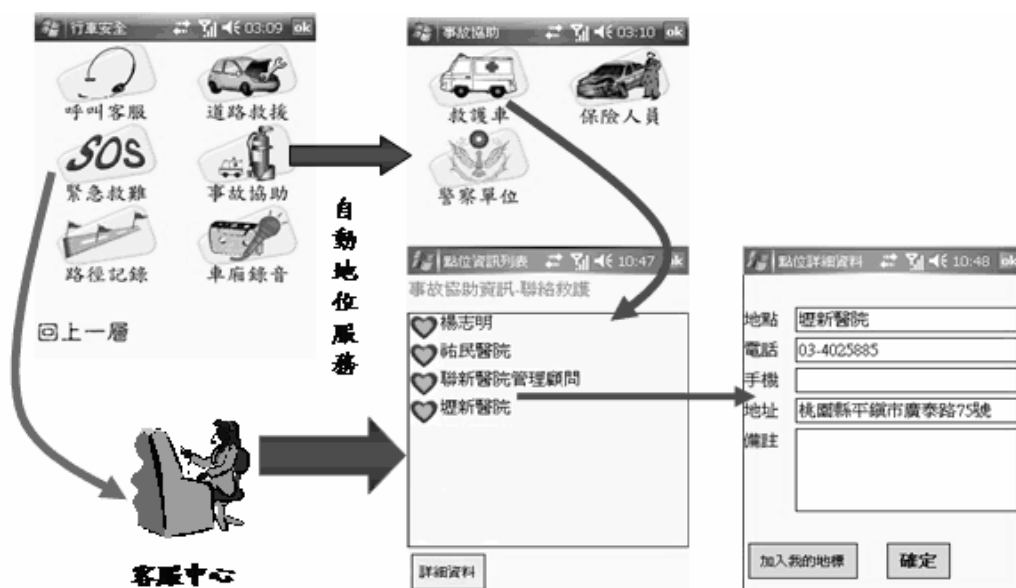 行車安全 03:09 ok
呼叫客服 道路救援
緊急救難 事故協助
路徑記錄 車廂錄音
回上一層
自動地位服務
客服中心
事故協助 03:10 ok
救護車 保險人員
警察單位
點位資訊列表 10:47 ok
事故協助資訊-聯絡救護
楊志明
祐民醫院
聯新醫院管理顧問
壢新醫院
詳細資料
點位詳細資料 10:48 ok
地點 壢新醫院
電話 03-4025885
手機
地址 桃園縣平鎮市廣泰路75號
備註
加入我的地標 確定